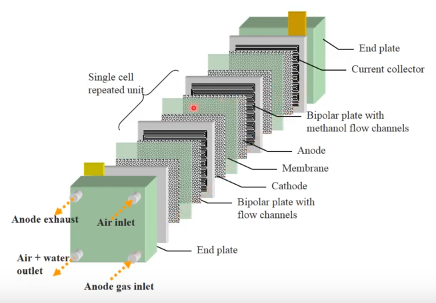 End plate
Current collector
Single cell
repeated unit
Bipolar plate with
methanol flow channels
Anode
Membrane
Cathode
Bipolar plate with
flow channels
Anode exhaust
Air inlet
End plate
Air + water
outlet
Anode gas inlet